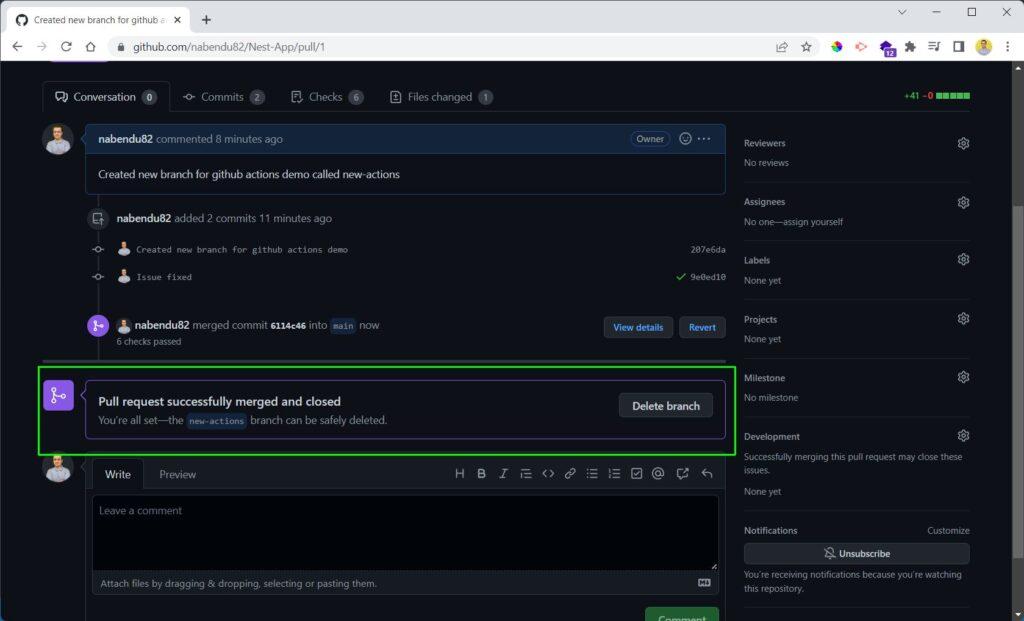 Created new branch for github a
github.com/nabendu82/Nest-App/pull/1
12
Conversation 0
Commits 2
Checks 6
Files changed 1
+41 −0
nabendu82 commented 8 minutes ago
Owner
Created new branch for github actions demo called new-actions
nabendu82 added 2 commits 11 minutes ago
Created new branch for github actions demo
207e6da
Issue fixed
9e0ed10
nabendu82 merged commit 6114c46 into main now
6 checks passed
View details
Revert
Pull request successfully merged and closed
You're all set—the new-actions branch can be safely deleted.
Delete branch
Write
Preview
Leave a comment
Attach files by dragging & dropping, selecting or pasting them.
Comment
Reviewers
No reviews
Assignees
No one—assign yourself
Labels
None yet
Projects
None yet
Milestone
No milestone
Development
Successfully merging this pull request may close these
issues.
None yet
Notifications
Customize
Unsubscribe
You're receiving notifications because you're watching
this repository.